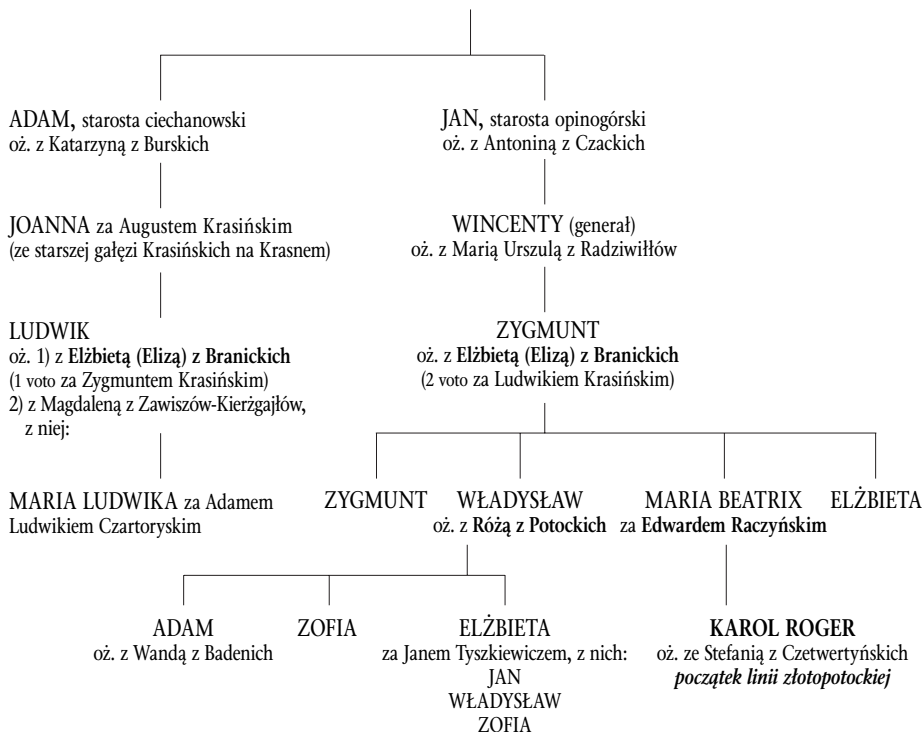 ADAM, starosta ciechanowski
oż. z Katarzyną z Burskich
JAN, starosta opinogórski
oż. z Antoniną z Czackich
JOANNA za Augustem Krasińskim
(ze starszej gałęzi Krasińskich na Krasnem)
WINCENTY (generał)
oż. z Marią Urszulą z Radziwiłłów
LUDWIK
oż. 1) z Elżbietą (Elizą) z Branickich
(1 voto za Zygmuntem Krasińskim)
2) z Magdaleną z Zawiszów-Kierżgajłów,
z niej:
ZYGMUNT
oż. z Elżbietą (Elizą) z Branickich
(2 voto za Ludwikiem Krasińskim)
MARIA LUDWIKA za Adamem
Ludwikiem Czartoryskim
ZYGMUNT
WŁADYSŁAW
oż. z Różą z Potockich
MARIA BEATRIX
za Edwardem Raczyńskim
ELŻBIETA
ADAM
oż. z Wandą z Badenich
ZOFIA
ELŻBIETA
za Janem Tyszkiewiczem, z nich:
JAN
WŁADYSŁAW
ZOFIA
KAROL ROGER
oż. ze Stefanią z Czetwertyńskich
początek linii złotopotockiej